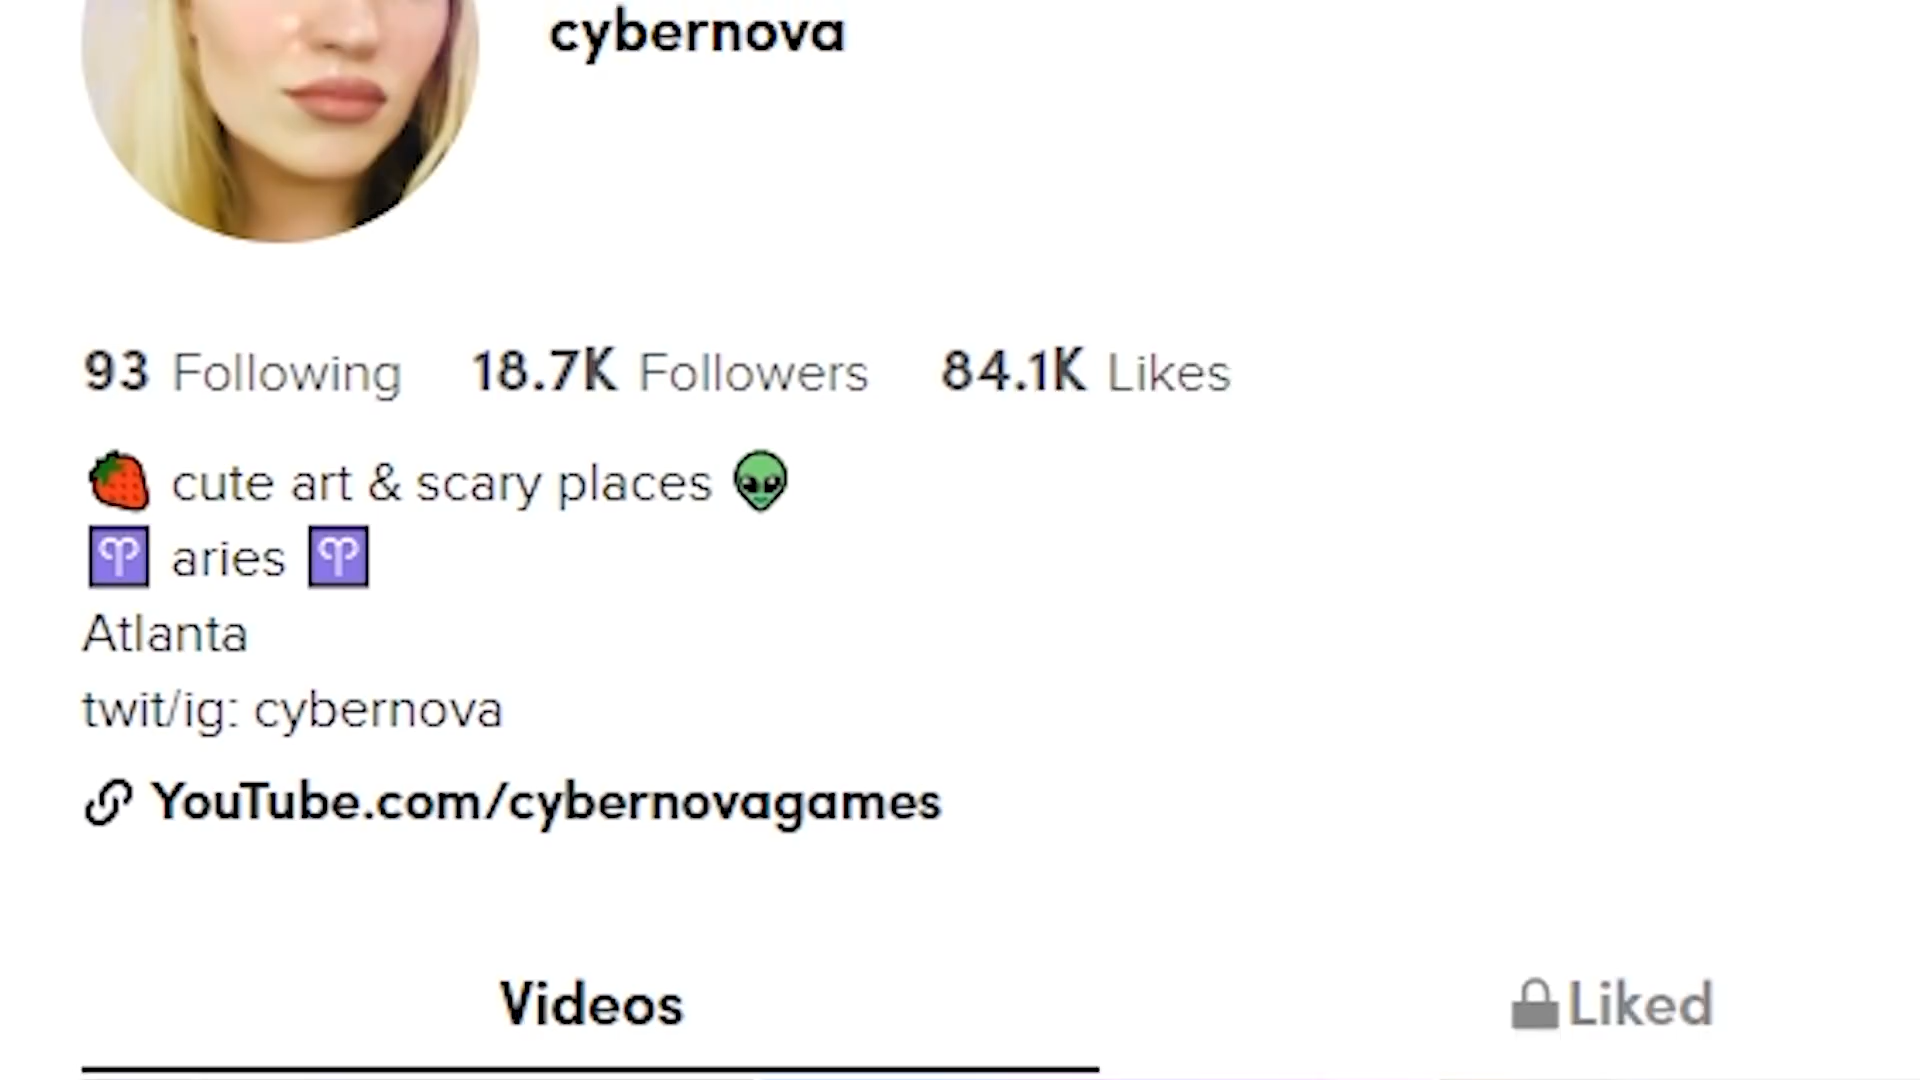 cybernova
93 Following 18.7K Followers 84.1K Likes
🍓 cute art & scary places 👽
♈ aries ♈
Atlanta
twit/ig: cybernova
YouTube.com/cybernovagames
Videos Liked